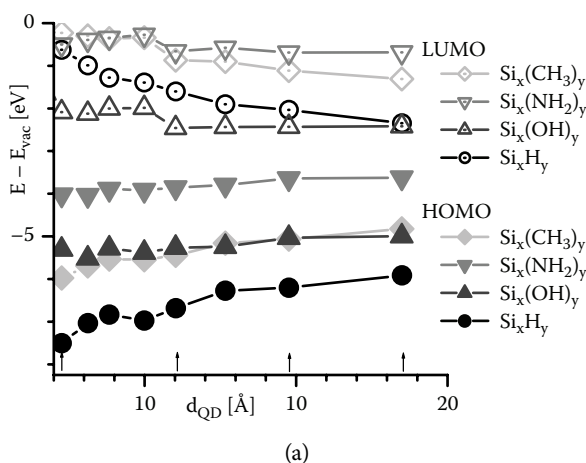 0
−5
E − E_vac [eV]
LUMO
Si_x(CH_3)_y
Si_x(NH_2)_y
Si_x(OH)_y
Si_xH_y
HOMO
Si_x(CH_3)_y
Si_x(NH_2)_y
Si_x(OH)_y
Si_xH_y
10 10 20
d_QD [Å]
(a)